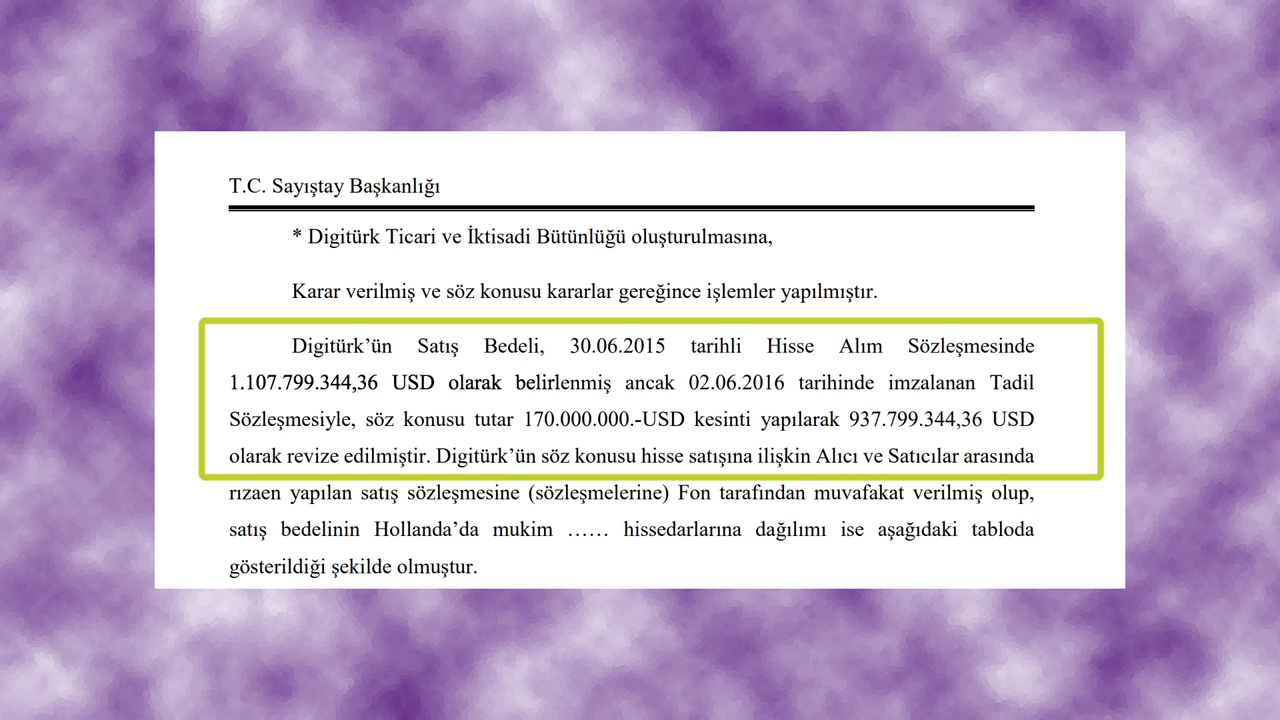 T.C. Sayıştay Başkanlığı
* Digitürk Ticari ve İktisadi Bütünlüğü oluşturulmasına,
Karar verilmiş ve söz konusu kararlar gereğince işlemler yapılmıştır.
Digitürk’ün Satış Bedeli, 30.06.2015 tarihli Hisse Alım Sözleşmesinde
1.107.799.344,36 USD olarak belirlenmiş ancak 02.06.2016 tarihinde imzalanan Tadil
Sözleşmesiyle, söz konusu tutar 170.000.000.-USD kesinti yapılarak 937.799.344,36 USD
olarak revize edilmiştir. Digitürk’ün söz konusu hisse satışına ilişkin Alıcı ve Satıcılar arasında
rızaen yapılan satış sözleşmesine (sözleşmelerine) Fon tarafından muvafakat verilmiş olup,
satış bedelinin Hollanda’da mukim …… hissedarlarına dağılımı ise aşağıdaki tabloda
gösterildiği şekilde olmuştur.